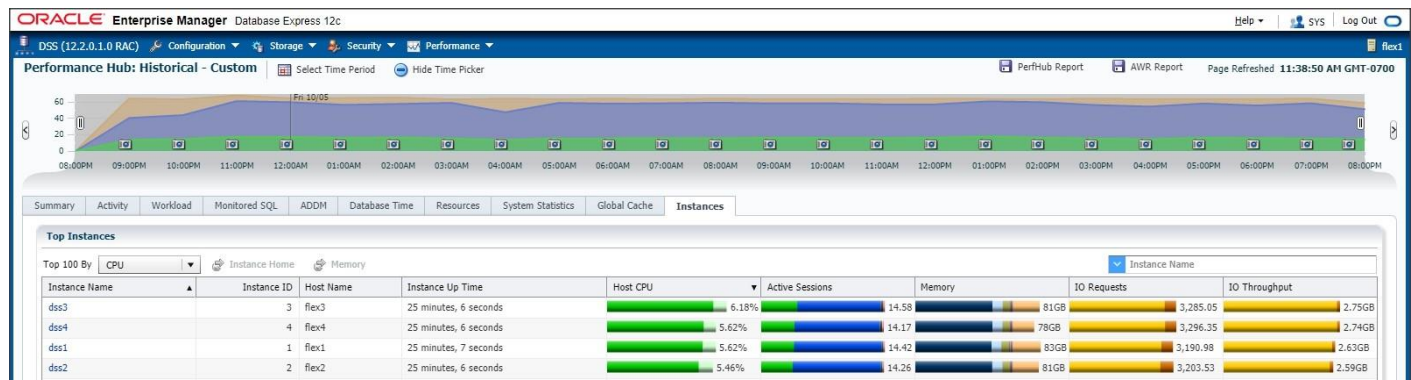 ORACLE Enterprise Manager Database Express 12c Help SYS Log Out
DSS (12.2.0.1.0 RAC) Configuration Storage Security Performance flex1
Performance Hub: Historical - Custom Select Time Period Hide Time Picker PerfHub Report AWR Report Page Refreshed 11:38:50 AM GMT-0700
Fri 10/05
60
40
20
0
08:00PM 09:00PM 10:00PM 11:00PM 12:00AM 01:00AM 02:00AM 03:00AM 04:00AM 05:00AM 06:00AM 07:00AM 08:00AM 09:00AM 10:00AM 11:00AM 12:00PM 01:00PM 02:00PM 03:00PM 04:00PM 05:00PM 06:00PM 07:00PM 08:00PM
Summary Activity Workload Monitored SQL ADDM Database Time Resources System Statistics Global Cache Instances
Top Instances
Top 100 By CPU Instance Home Memory Instance Name
Instance Name Instance ID Host Name Instance Up Time Host CPU Active Sessions Memory IO Requests IO Throughput
dss3 3 flex3 25 minutes, 6 seconds 6.18% 14.58 81GB 3,285.05 2.75GB
dss4 4 flex4 25 minutes, 6 seconds 5.62% 14.17 78GB 3,296.35 2.74GB
dss1 1 flex1 25 minutes, 7 seconds 5.62% 14.42 83GB 3,190.98 2.63GB
dss2 2 flex2 25 minutes, 6 seconds 5.46% 14.26 81GB 3,203.53 2.59GB